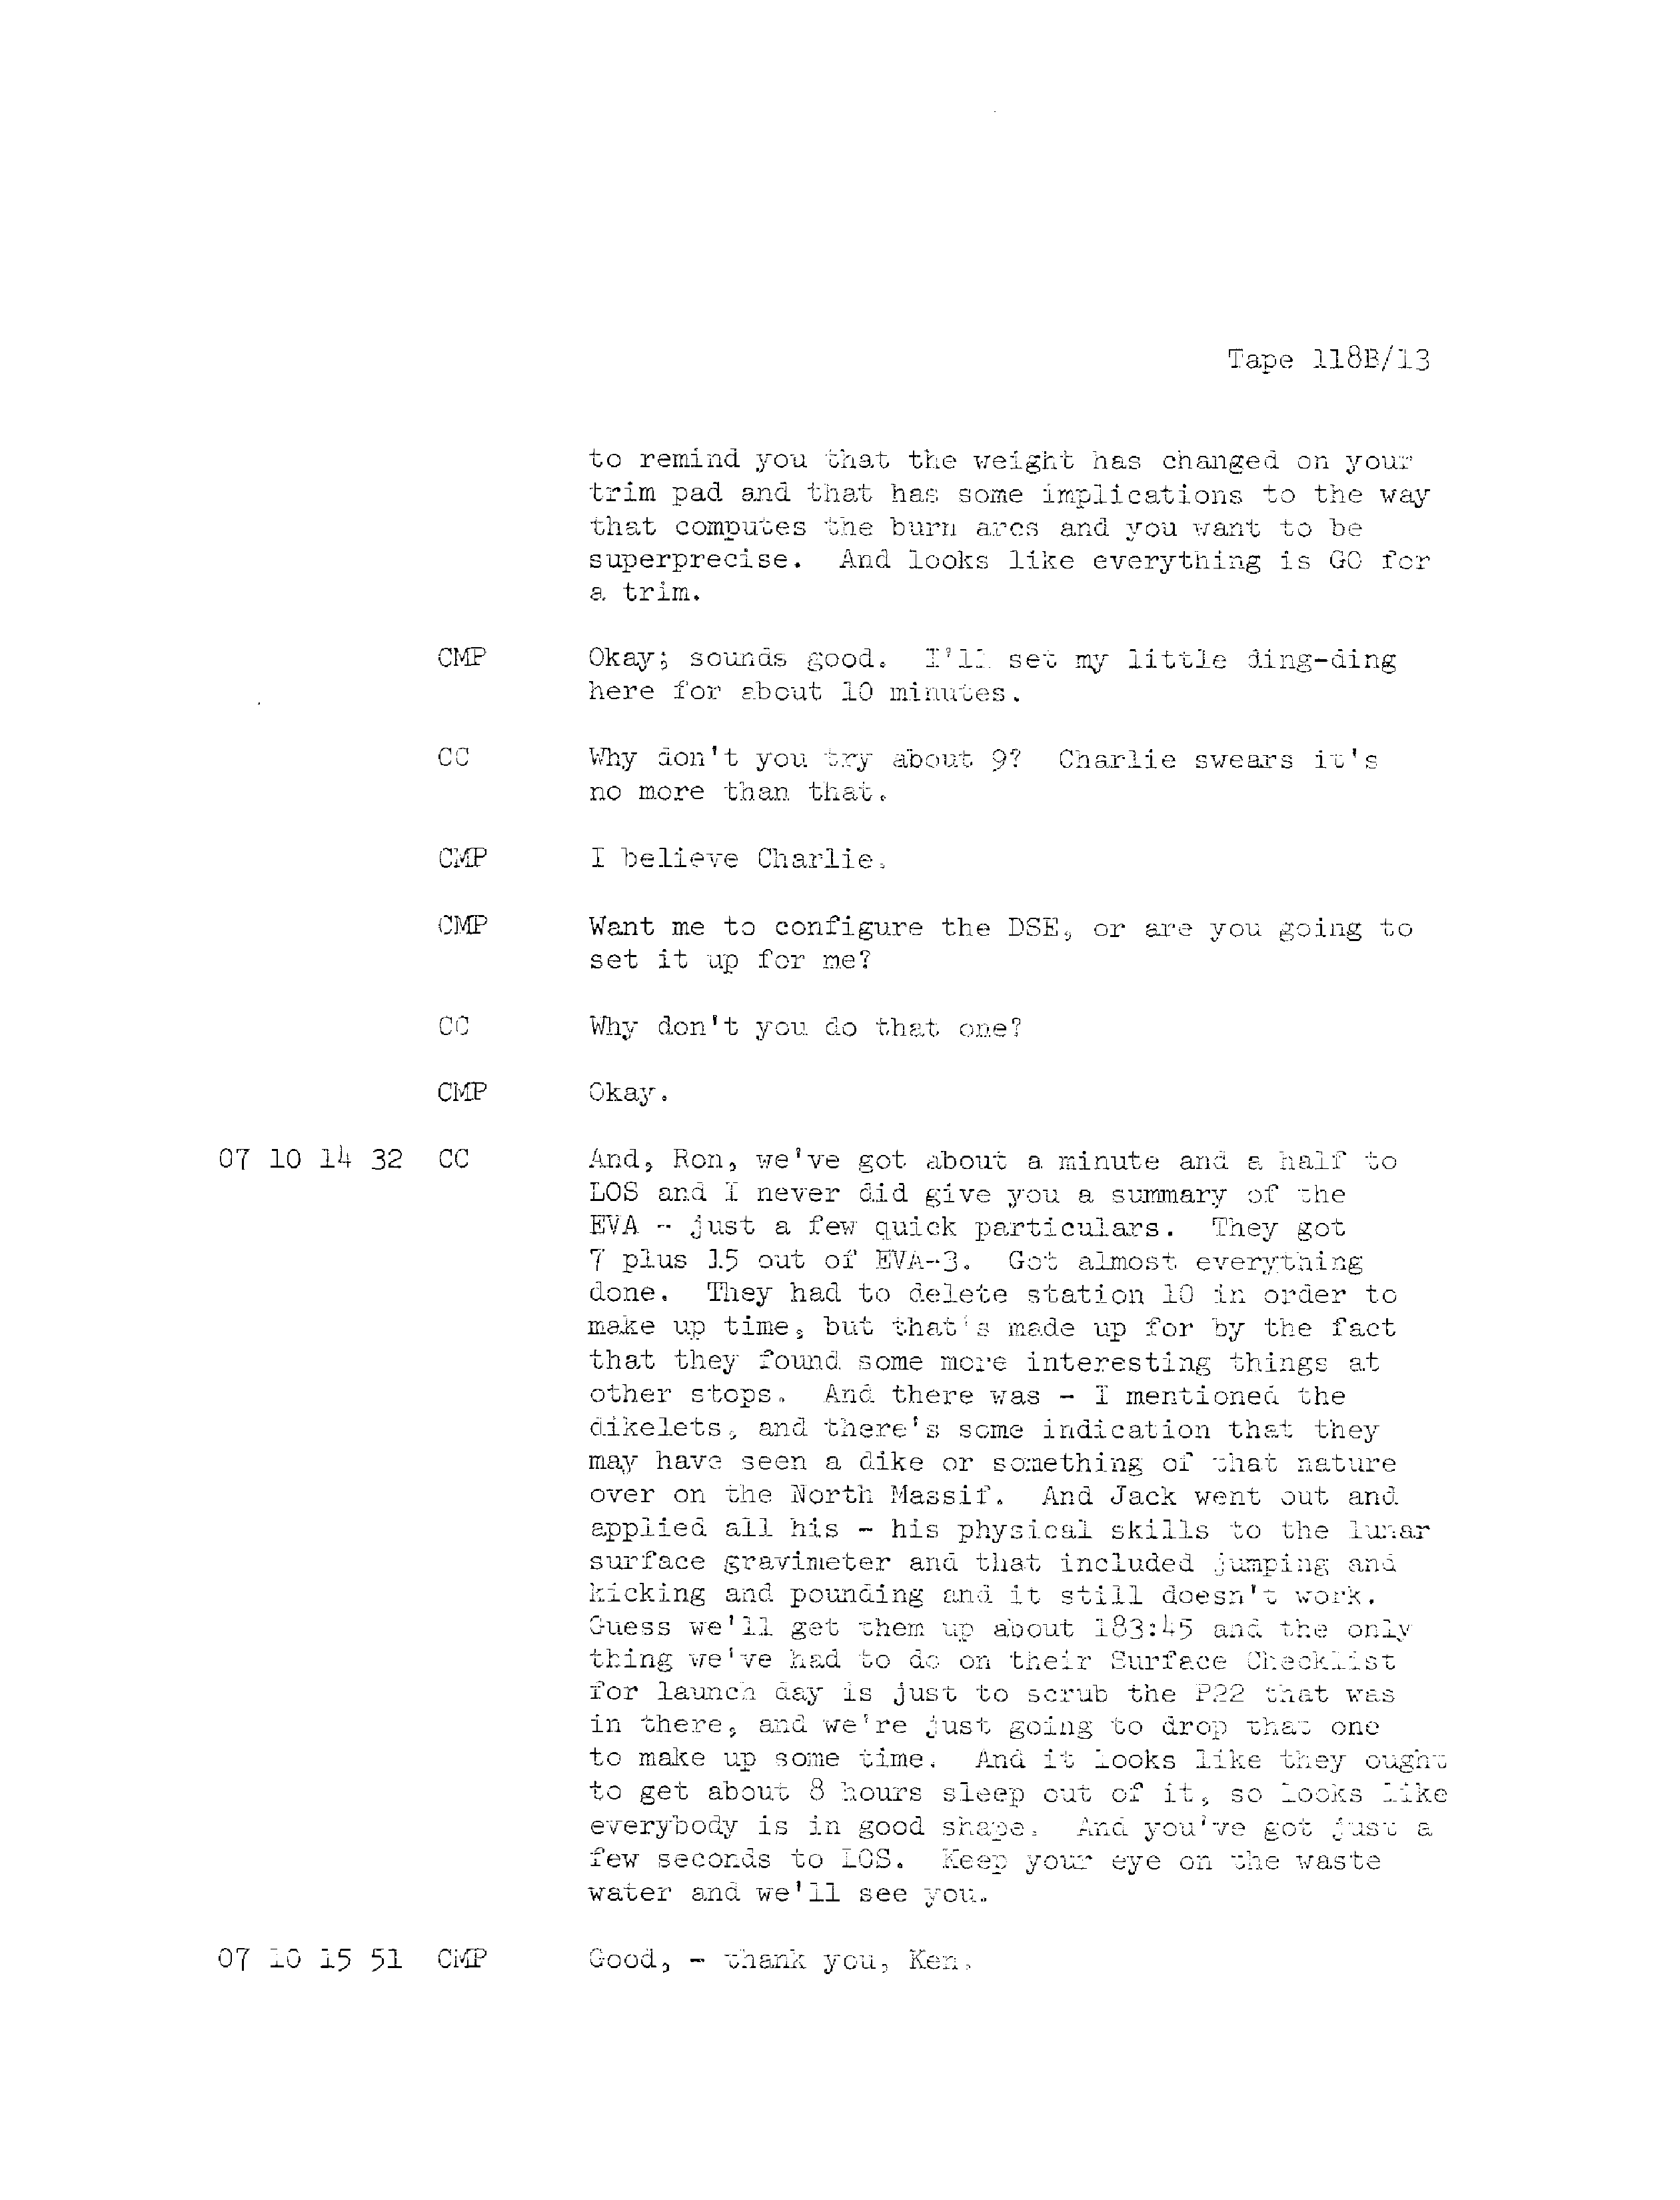 Tape 118B/13
to remind you that the weight has changed on your
trim pad and that has some implications to the way
that computes the burn arcs and you want to be
superprecise. And looks like everything is GO for
a trim.
CMP Okay; sounds good. I'll set my little ding-ding
here for about 10 minutes.
CC Why don't you try about 9? Charlie swears it's
no more than that.
CMP I believe Charlie.
CMP Want me to configure the DSE, or are you going to
set it up for me?
CC Why don't you do that one?
CMP Okay.
07 10 14 32 CC And, Ron, we've got about a minute and a half to
LOS and I never did give you a summary of the
EVA -- just a few quick particulars. They got
7 plus 15 out of EVA-3. Got almost everything
done. They had to delete station 10 in order to
make up time, but that's made up for by the fact
that they found some more interesting things at
other stops. And there was - I mentioned the
dikelets, and there's some indication that they
may have seen a dike or something of that nature
over on the North Massif. And Jack went out and
applied all his - his physical skills to the lunar
surface gravimeter and that included jumping and
kicking and pounding and it still doesn't work.
Guess we'll get them up about 183:45 and the only
thing we've had to do on their Surface Checklist
for launch day is just to scrub the P22 that was
in there, and we're just going to drop that one
to make up some time. And it looks like they ought
to get about 8 hours sleep out of it, so looks like
everybody is in good shape. And you've got just a
few seconds to LOS. Keep your eye on the waste
water and we'll see you.
07 10 15 51 CMP Good, - thank you, Ken.